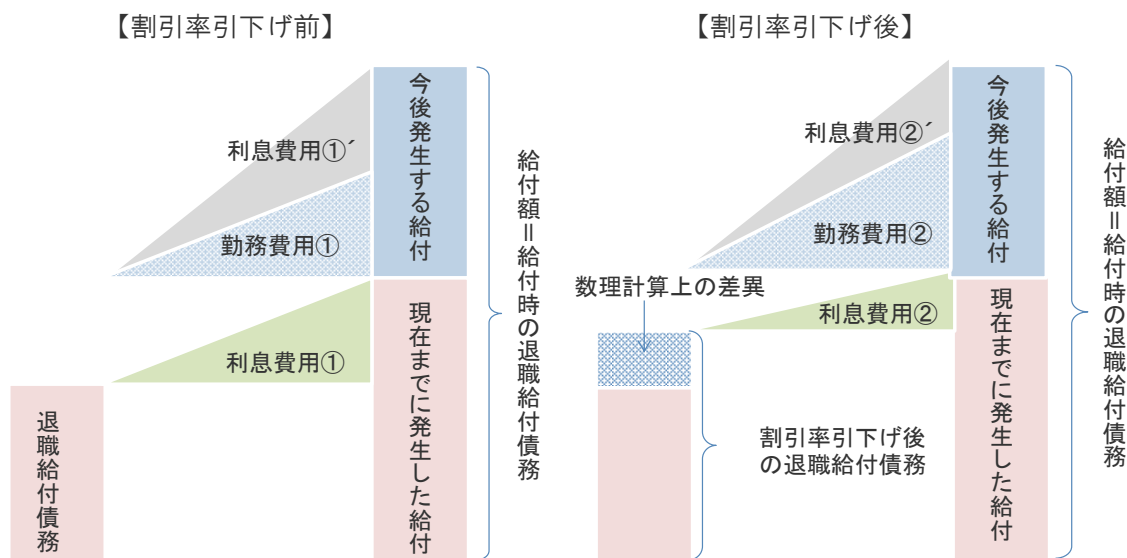 【割引率引下げ前】
今後発生する給付
利息費用①´
勤務費用①
利息費用①
現在までに発生した給付
退職給付債務
給付額＝給付時の退職給付債務
【割引率引下げ後】
今後発生する給付
利息費用②´
勤務費用②
数理計算上の差異
利息費用②
割引率引下げ後
の退職給付債務
現在までに発生した給付
給付額＝給付時の退職給付債務